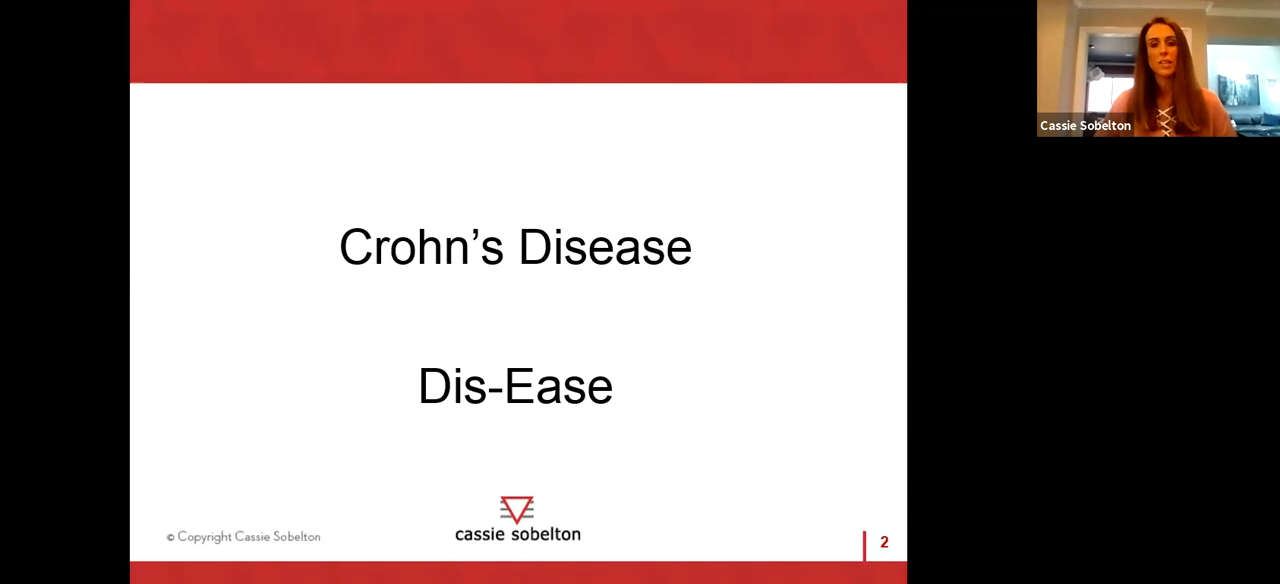 Cassie Sobelton
Crohn’s Disease
Dis-Ease
cassie sobelton
© Copyright Cassie Sobelton
2